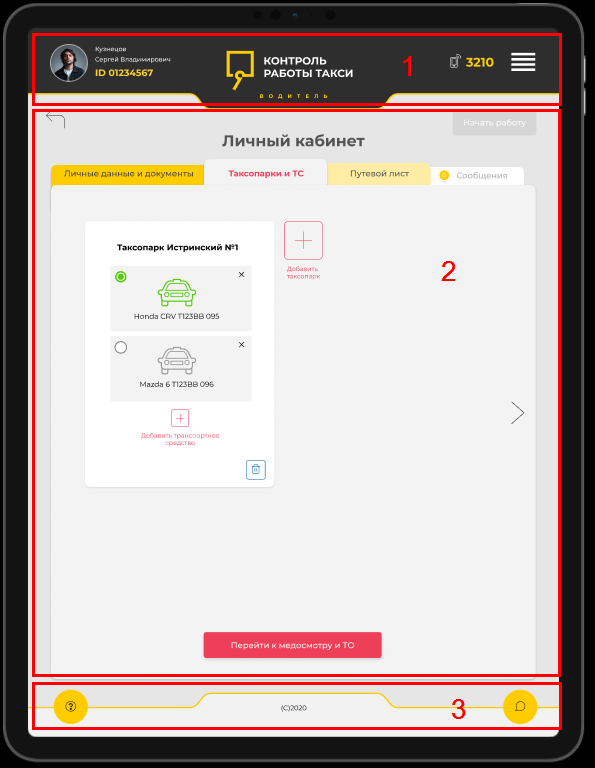 Кузнецов
Сергей Владимирович
ID 01234567
КОНТРОЛЬ
РАБОТЫ ТАКСИ
ВОДИТЕЛЬ
1
3210
Начать работу
Личный кабинет
Личные данные и документы
Таксопарки и ТС
Путевой лист
0 Сообщения
Таксопарк Истринский №1
Honda CRV Т123ВВ 095
Mazda 6 Т123ВВ 096
Добавить транспортное
средство
Добавить
таксопарк
2
Перейти к медосмотру и ТО
?
(C)2020
3